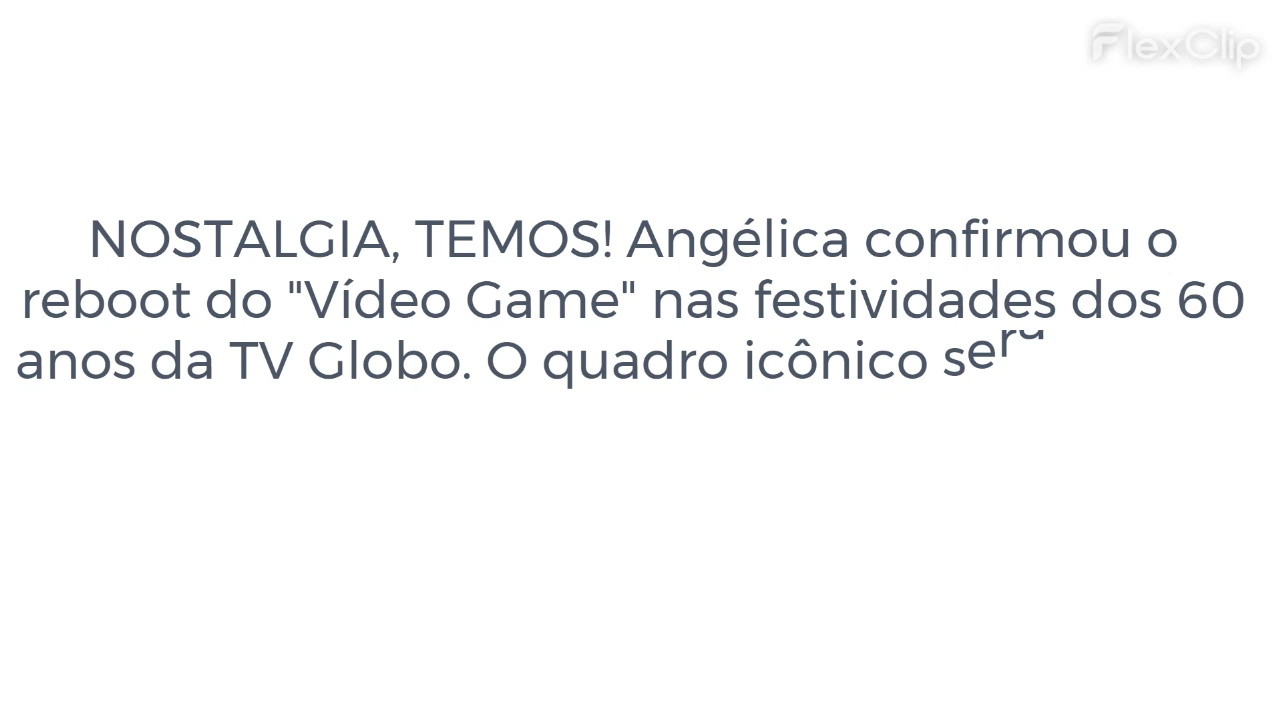 FlexClip
NOSTALGIA, TEMOS! Angélica confirmou o
reboot do "Vídeo Game" nas festividades dos 60
anos da TV Globo. O quadro icônico